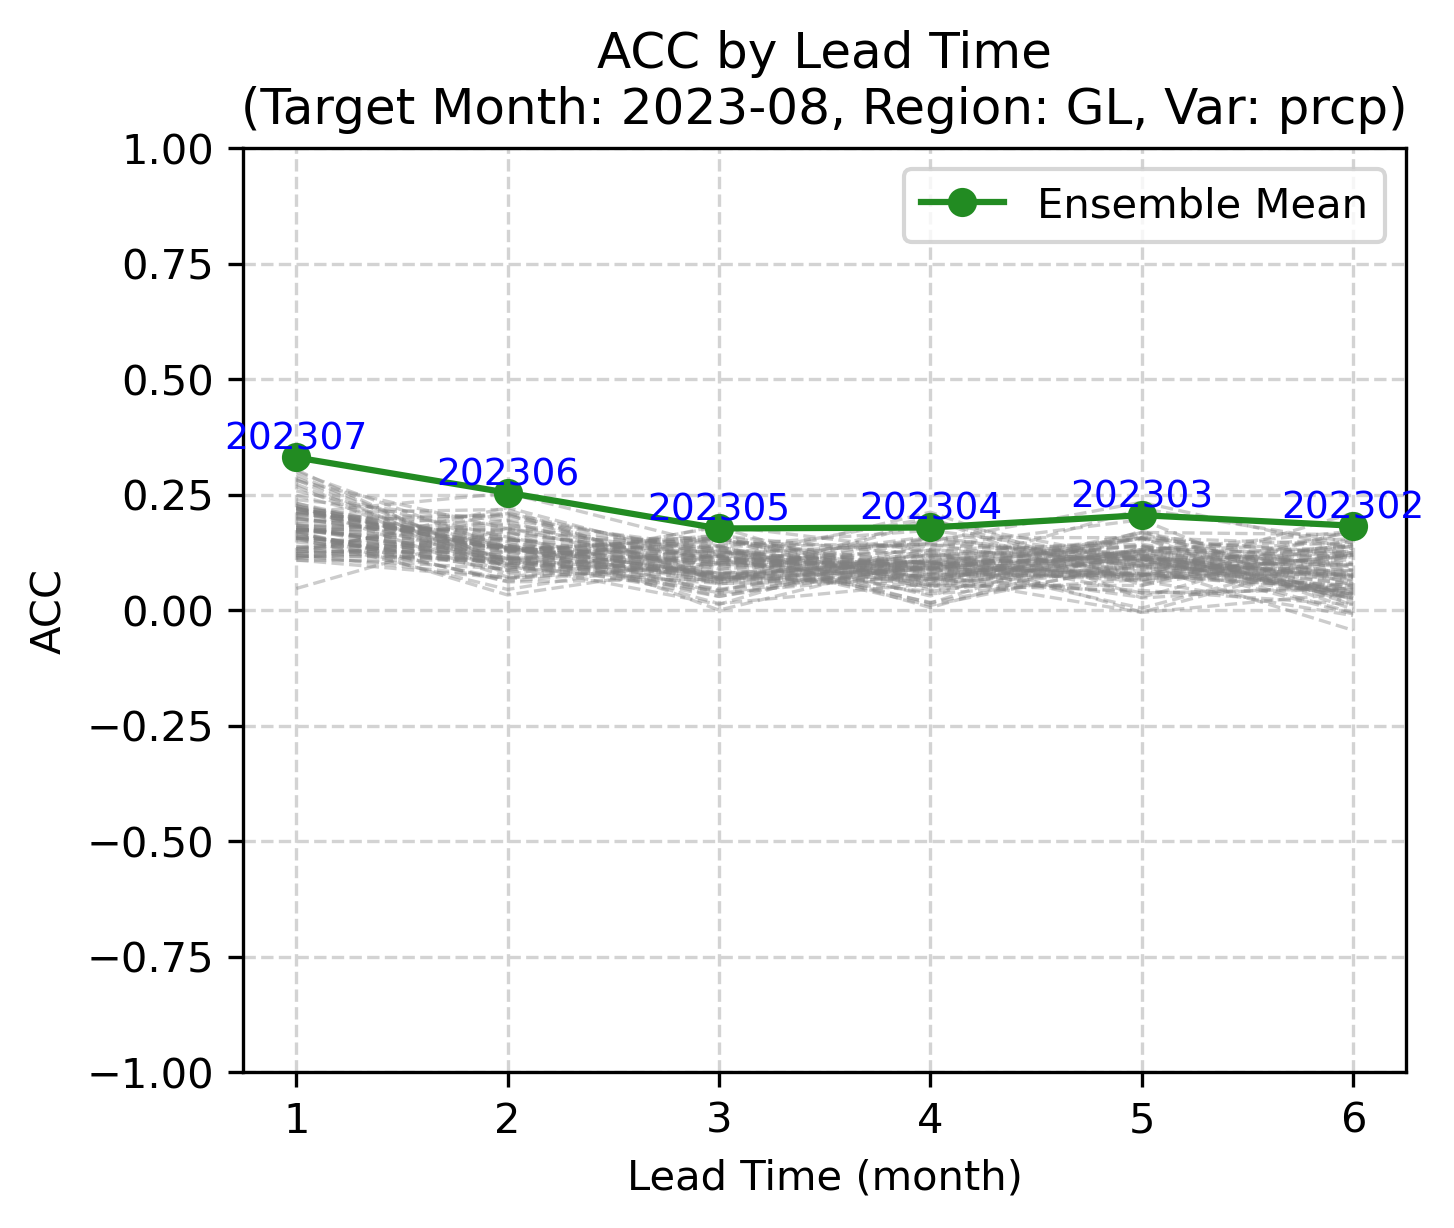 ACC by Lead Time
(Target Month: 2023-08, Region: GL, Var: prcp)
1.00
0.75
0.50
0.25
0.00
−0.25
−0.50
−0.75
−1.00
ACC
Ensemble Mean
202307
202306
202305
202304
202303
202302
1 2 3 4 5 6
Lead Time (month)